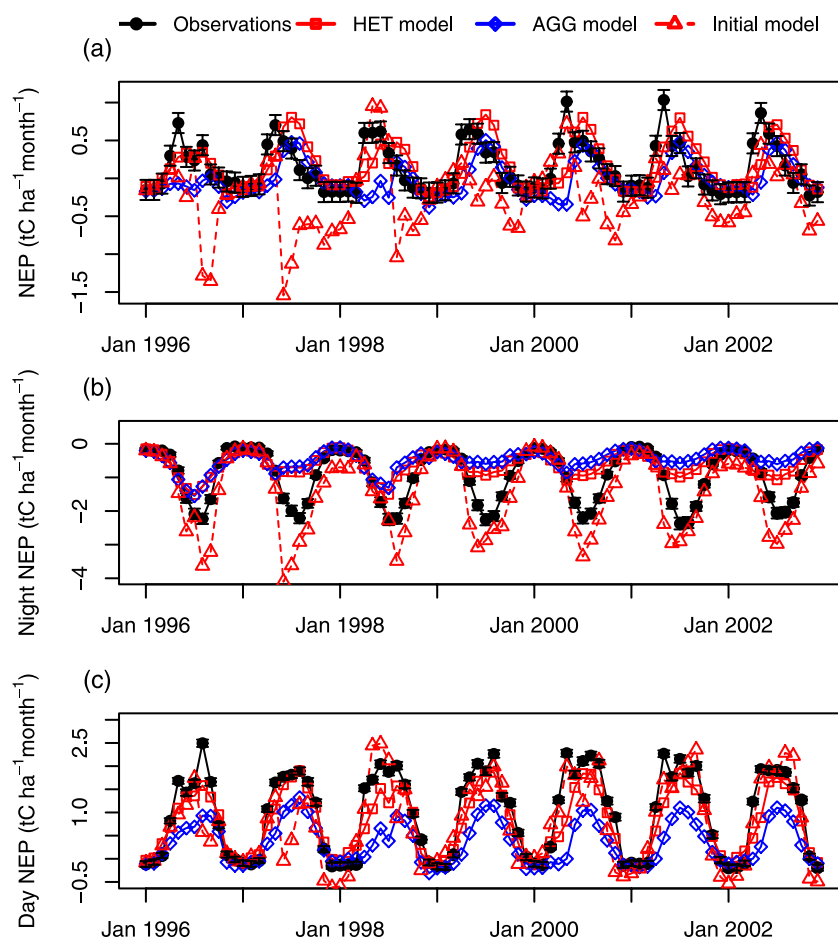 Observations HET model AGG model Initial model
(a)
NEP (tC ha−1month−1)
0.5
−0.5
−1.5
Jan 1996 Jan 1998 Jan 2000 Jan 2002
(b)
Night NEP (tC ha−1month−1)
0
−2
−4
Jan 1996 Jan 1998 Jan 2000 Jan 2002
(c)
Day NEP (tC ha−1month−1)
2.5
1.0
−0.5
Jan 1996 Jan 1998 Jan 2000 Jan 2002